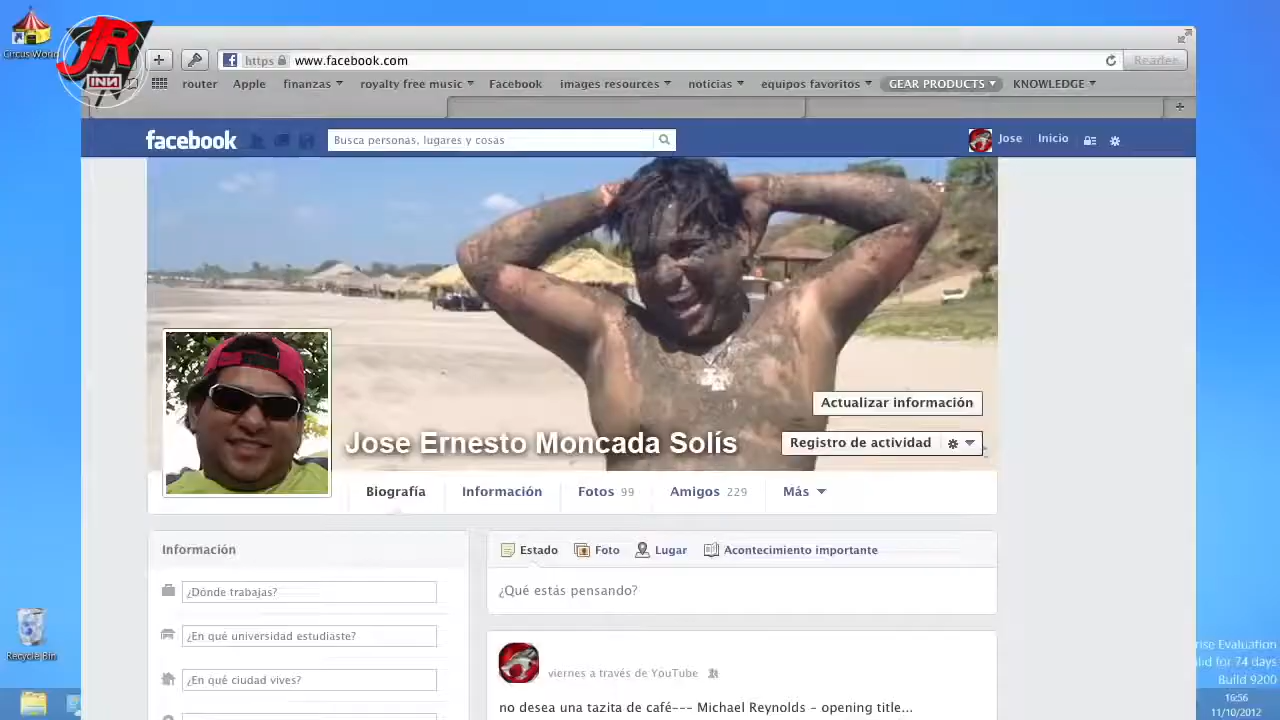 Circus World
JR
INN
https
www.facebook.com
Reader
router
Apple
finanzas
royalty free music
Facebook
images resources
noticias
equipos favoritos
GEAR PRODUCTS
KNOWLEDGE
facebook
Busca personas, lugares y cosas
Jose
Inicio
Actualizar información
Jose Ernesto Moncada Solís
Registro de actividad
Biografía
Información
Fotos 99
Amigos 229
Más
Información
Estado
Foto
Lugar
Acontecimiento importante
¿Dónde trabajas?
¿Qué estás pensando?
¿En qué universidad estudiaste?
Recycle Bin
rise Evaluation
viernes a través de YouTube
lid for 74 days
¿En qué ciudad vives?
Build 9200
no desea una tazita de café--- Michael Reynolds - opening title...
16:56
11/10/2012